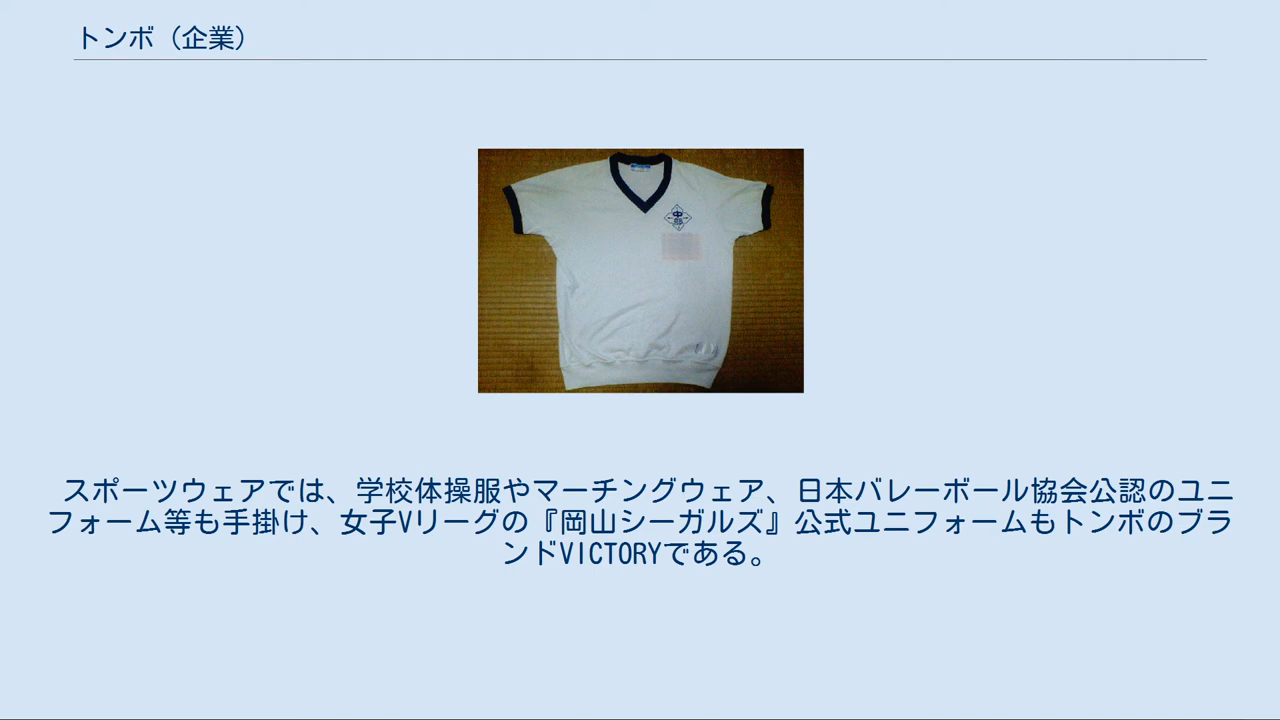 トンボ（企業）
スポーツウェアでは、学校体操服やマーチングウェア、日本バレーボール協会公認のユニ
フォーム等も手掛け、女子Vリーグの『岡山シーガルズ』公式ユニフォームもトンボのブラ
ンドVICTORYである。